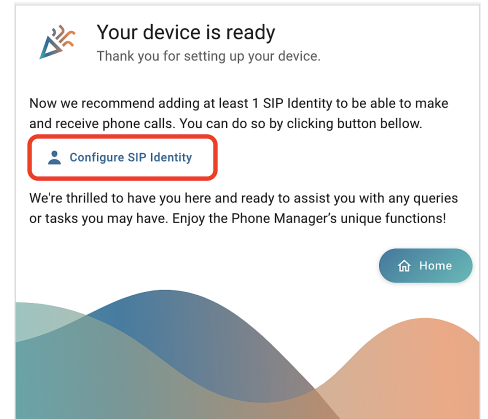 Your device is ready
Thank you for setting up your device.
Now we recommend adding at least 1 SIP Identity to be able to make
and receive phone calls. You can do so by clicking button bellow.
Configure SIP Identity
We're thrilled to have you here and ready to assist you with any queries
or tasks you may have. Enjoy the Phone Manager’s unique functions!
Home